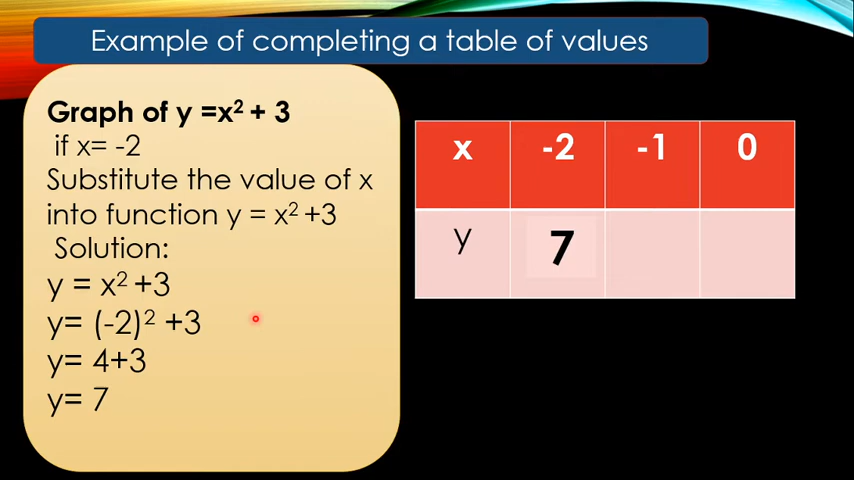 Example of completing a table of values
Graph of y =x² + 3
if x= -2
Substitute the value of x
into function y = x² +3
Solution:
y = x² +3
y= (-2)² +3
y= 4+3
y= 7
x -2 -1 0
y 7